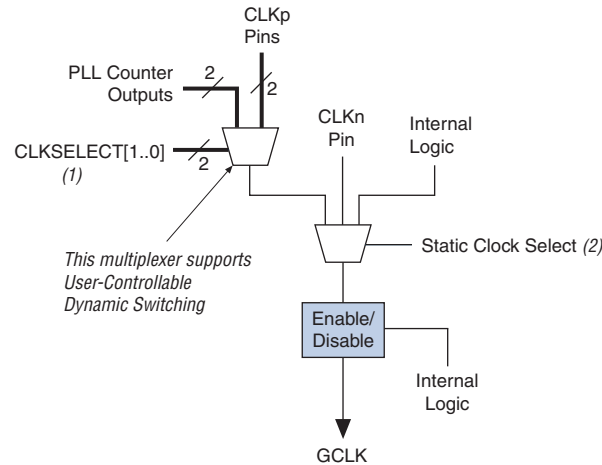 CLKp
Pins
PLL Counter
Outputs
2
2
CLKn
Pin
Internal
Logic
CLKSELECT[1..0]
(1)
2
This multiplexer supports
User-Controllable
Dynamic Switching
Static Clock Select (2)
Enable/
Disable
Internal
Logic
GCLK